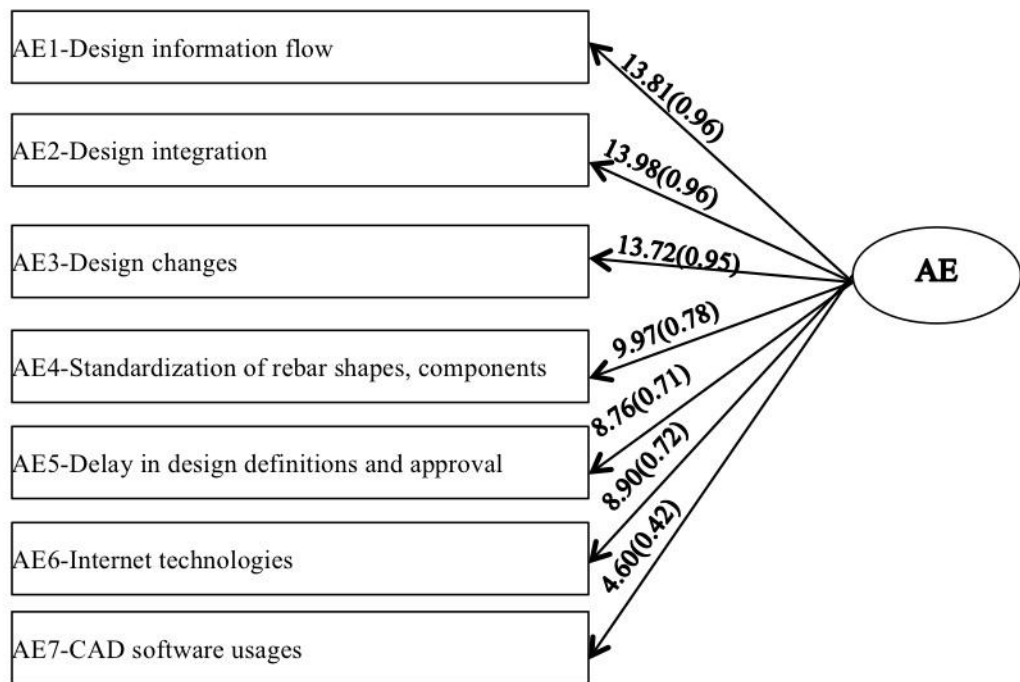 AE1-Design information flow
13.81(0.96)
AE2-Design integration
13.98(0.96)
AE3-Design changes
13.72(0.95)
AE
AE4-Standardization of rebar shapes, components
9.97(0.78)
AE5-Delay in design definitions and approval
8.76(0.71)
AE6-Internet technologies
8.90(0.72)
AE7-CAD software usages
4.60(0.42)